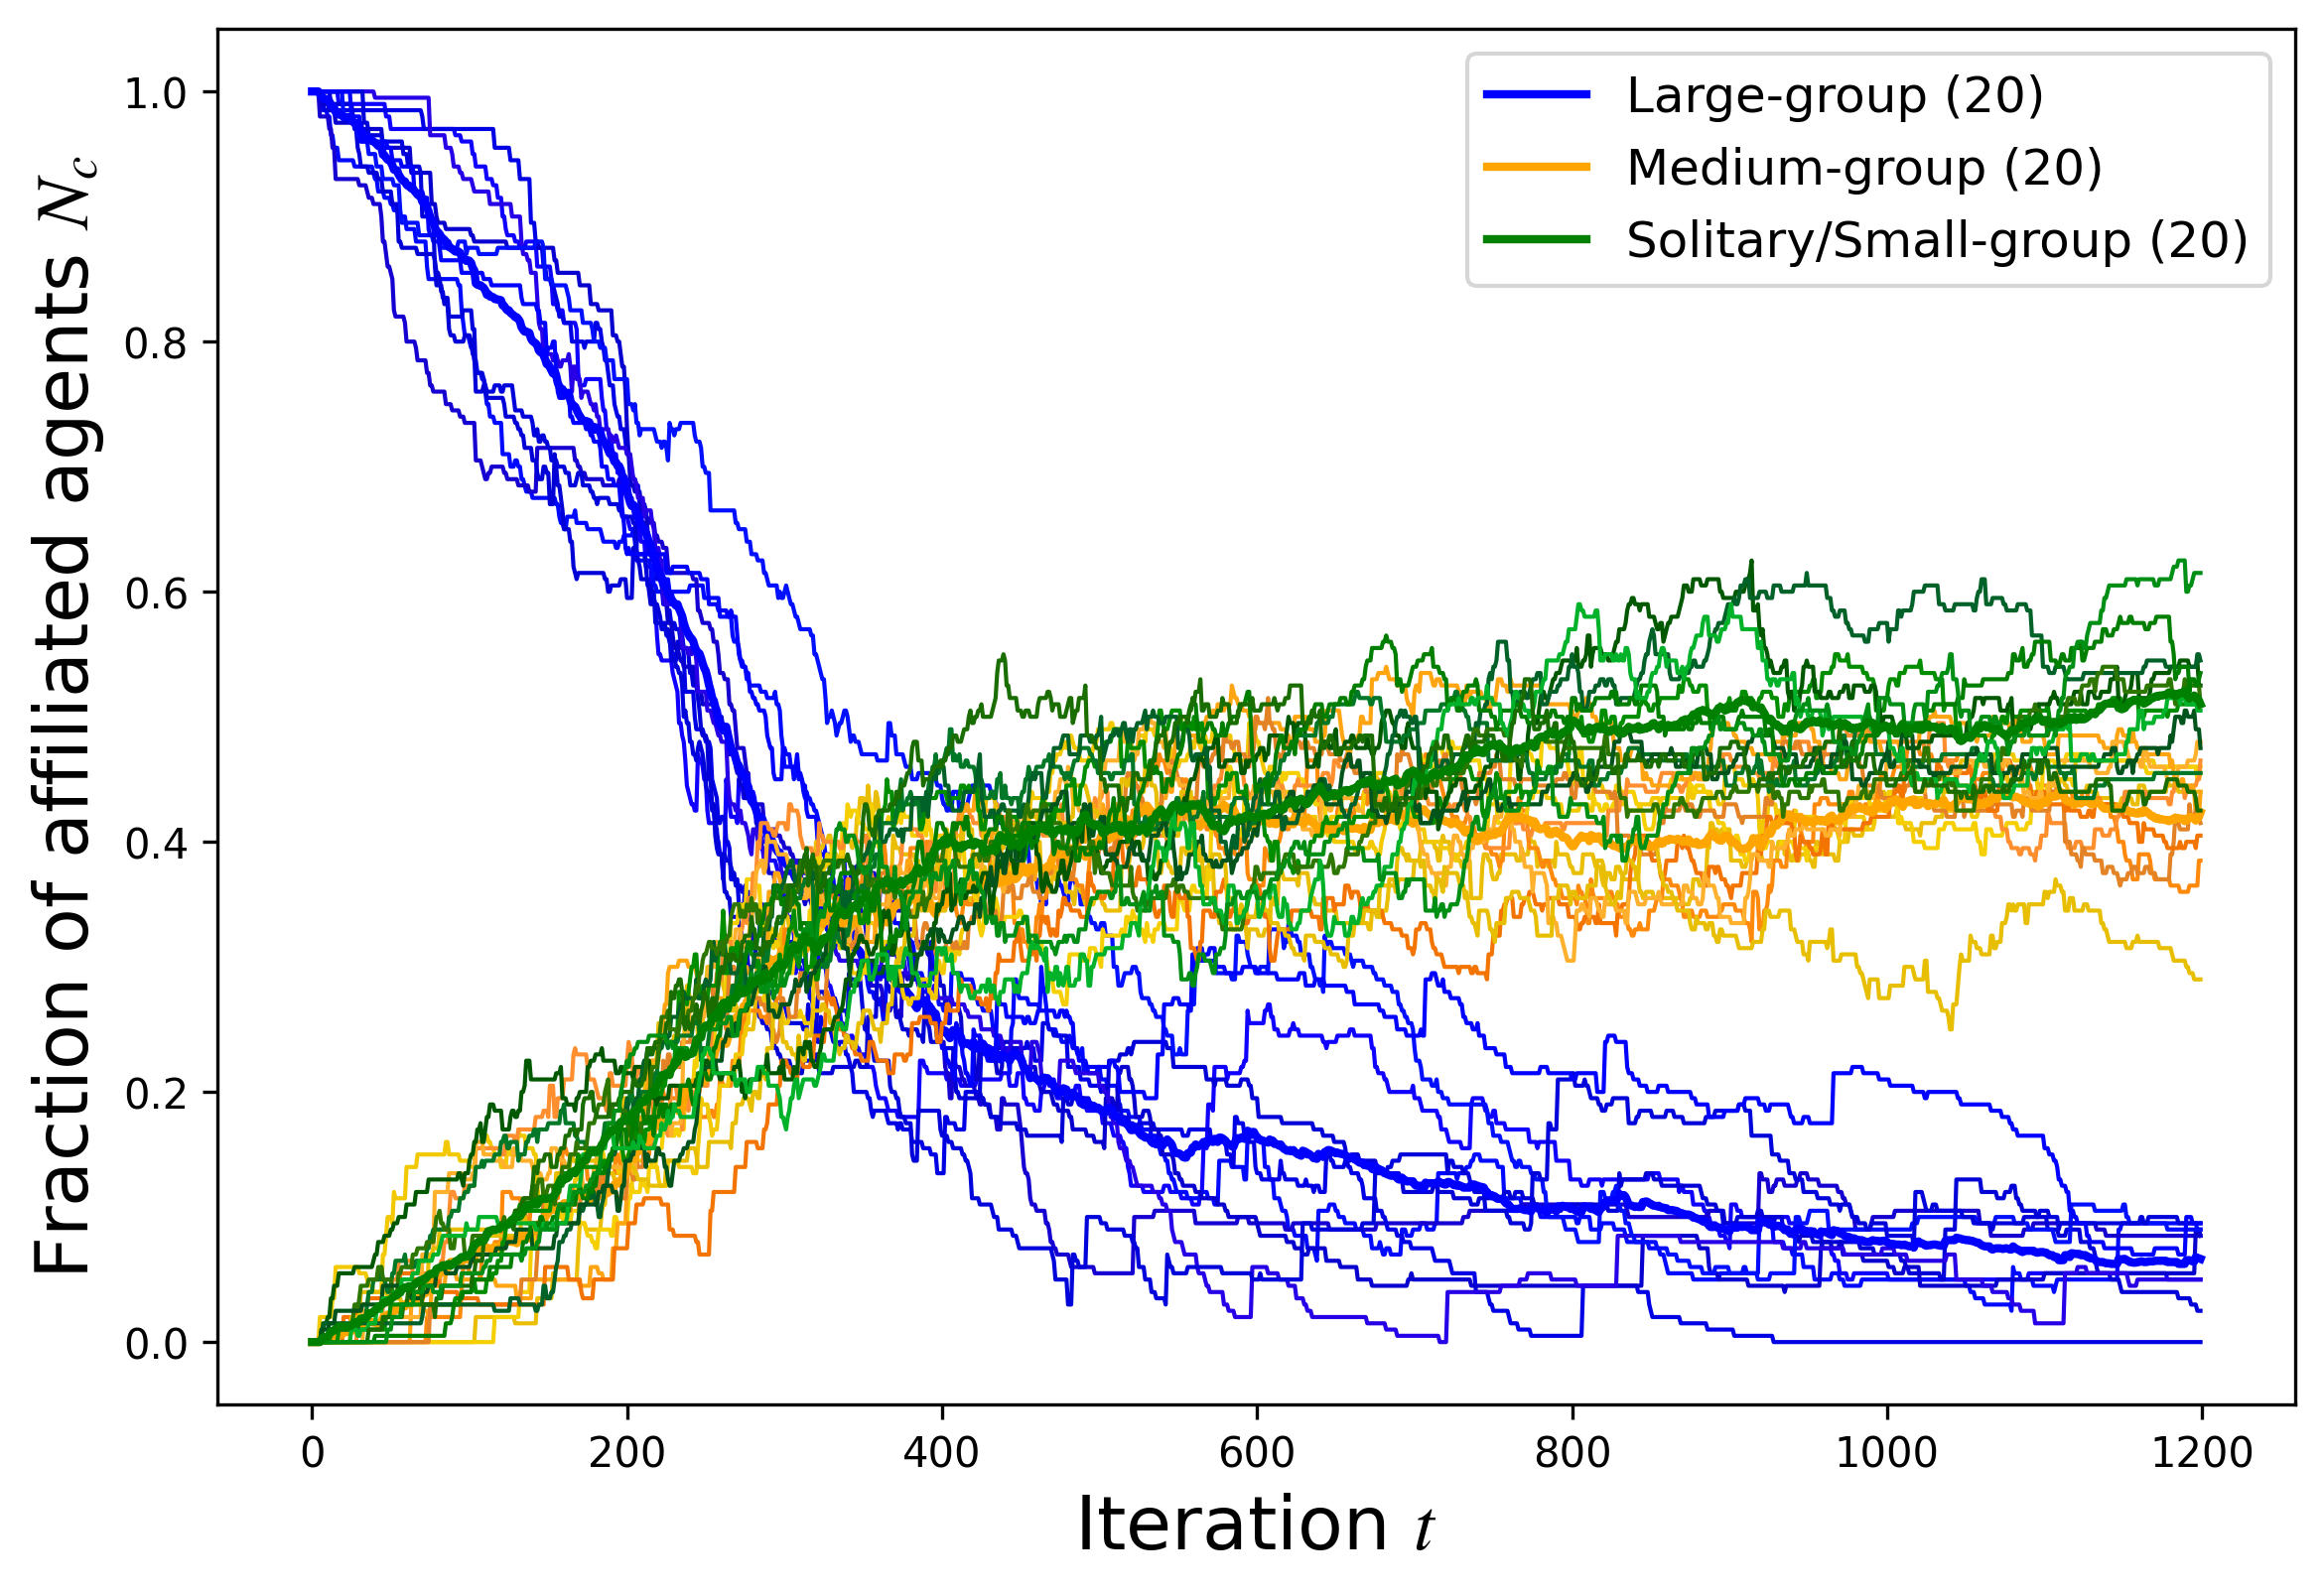 Fraction of affiliated agents N_c
1.0
0.8
0.6
0.4
0.2
0.0
Large-group (20)
Medium-group (20)
Solitary/Small-group (20)
0 200 400 600 800 1000 1200
Iteration t